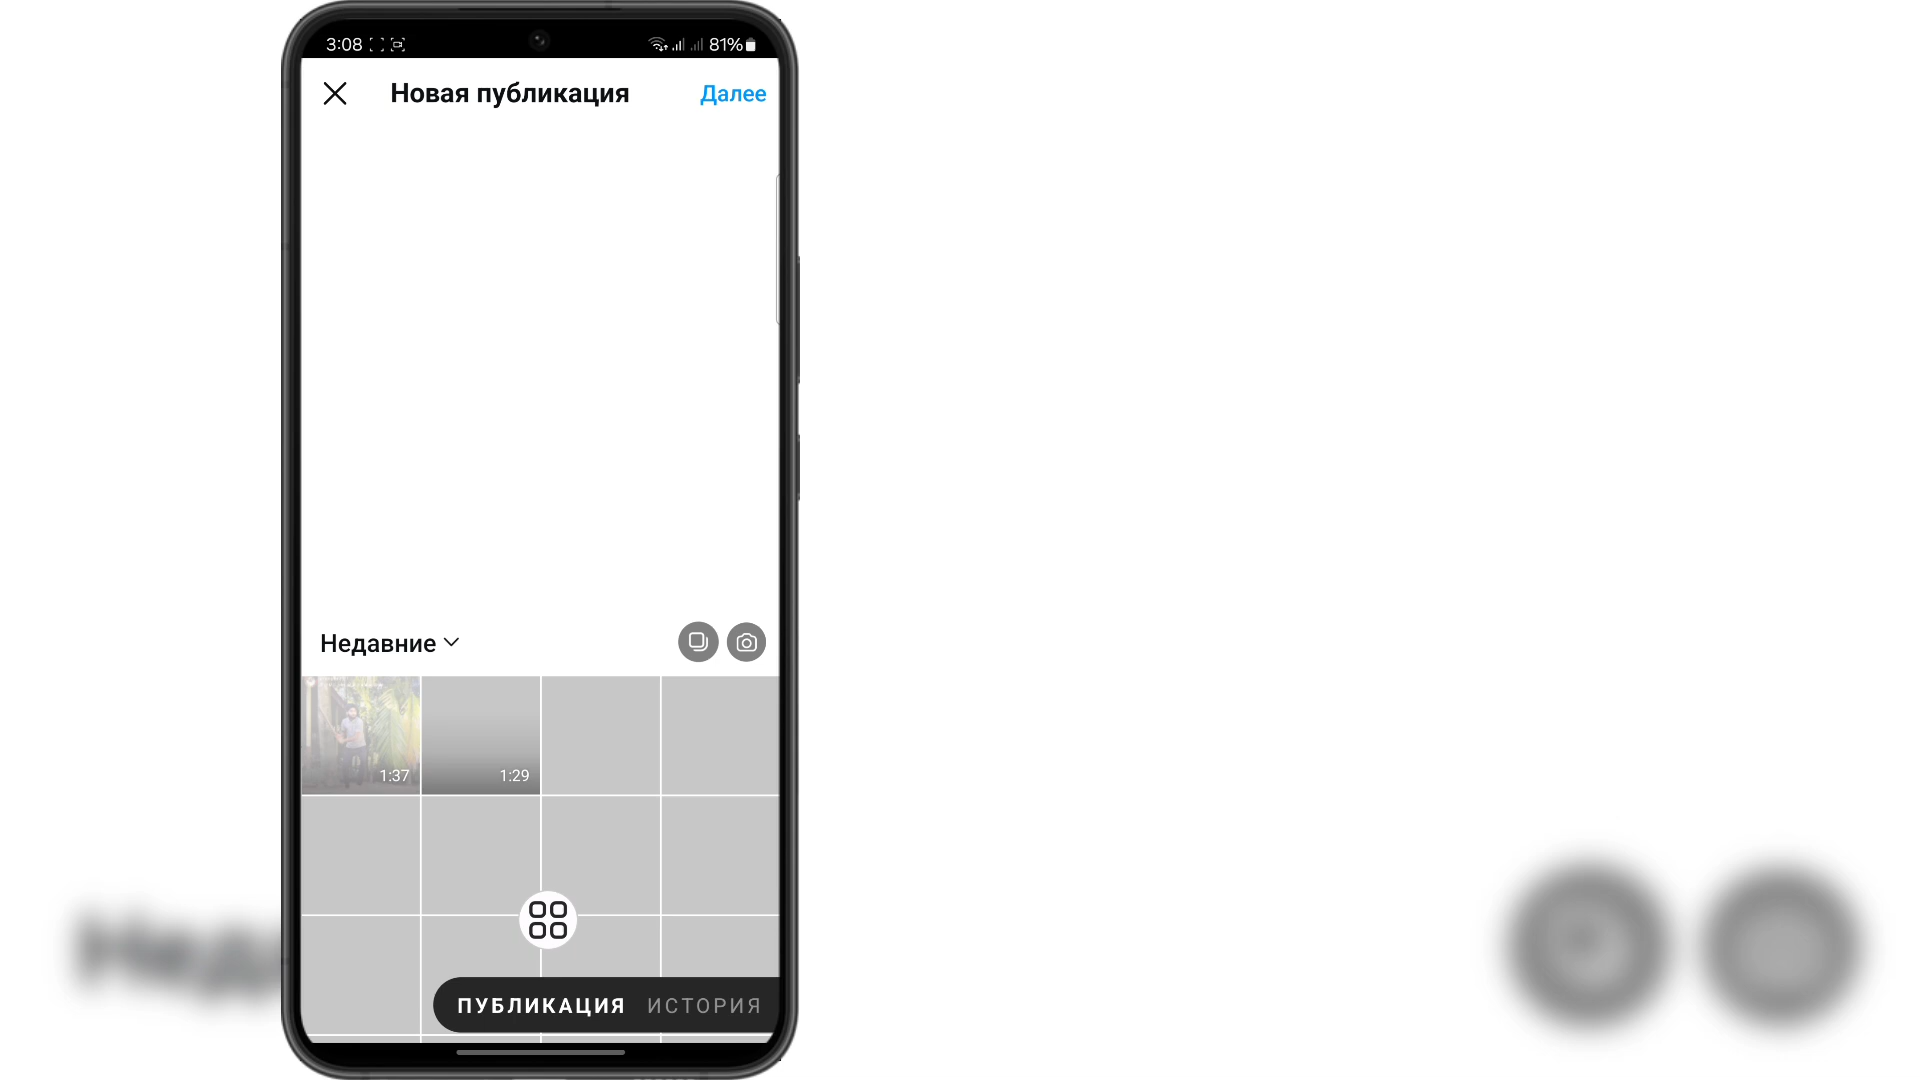 3:08 81%
Новая публикация Далее
Недавние
1:37 1:29
ПУБЛИКАЦИЯ ИСТОРИЯ